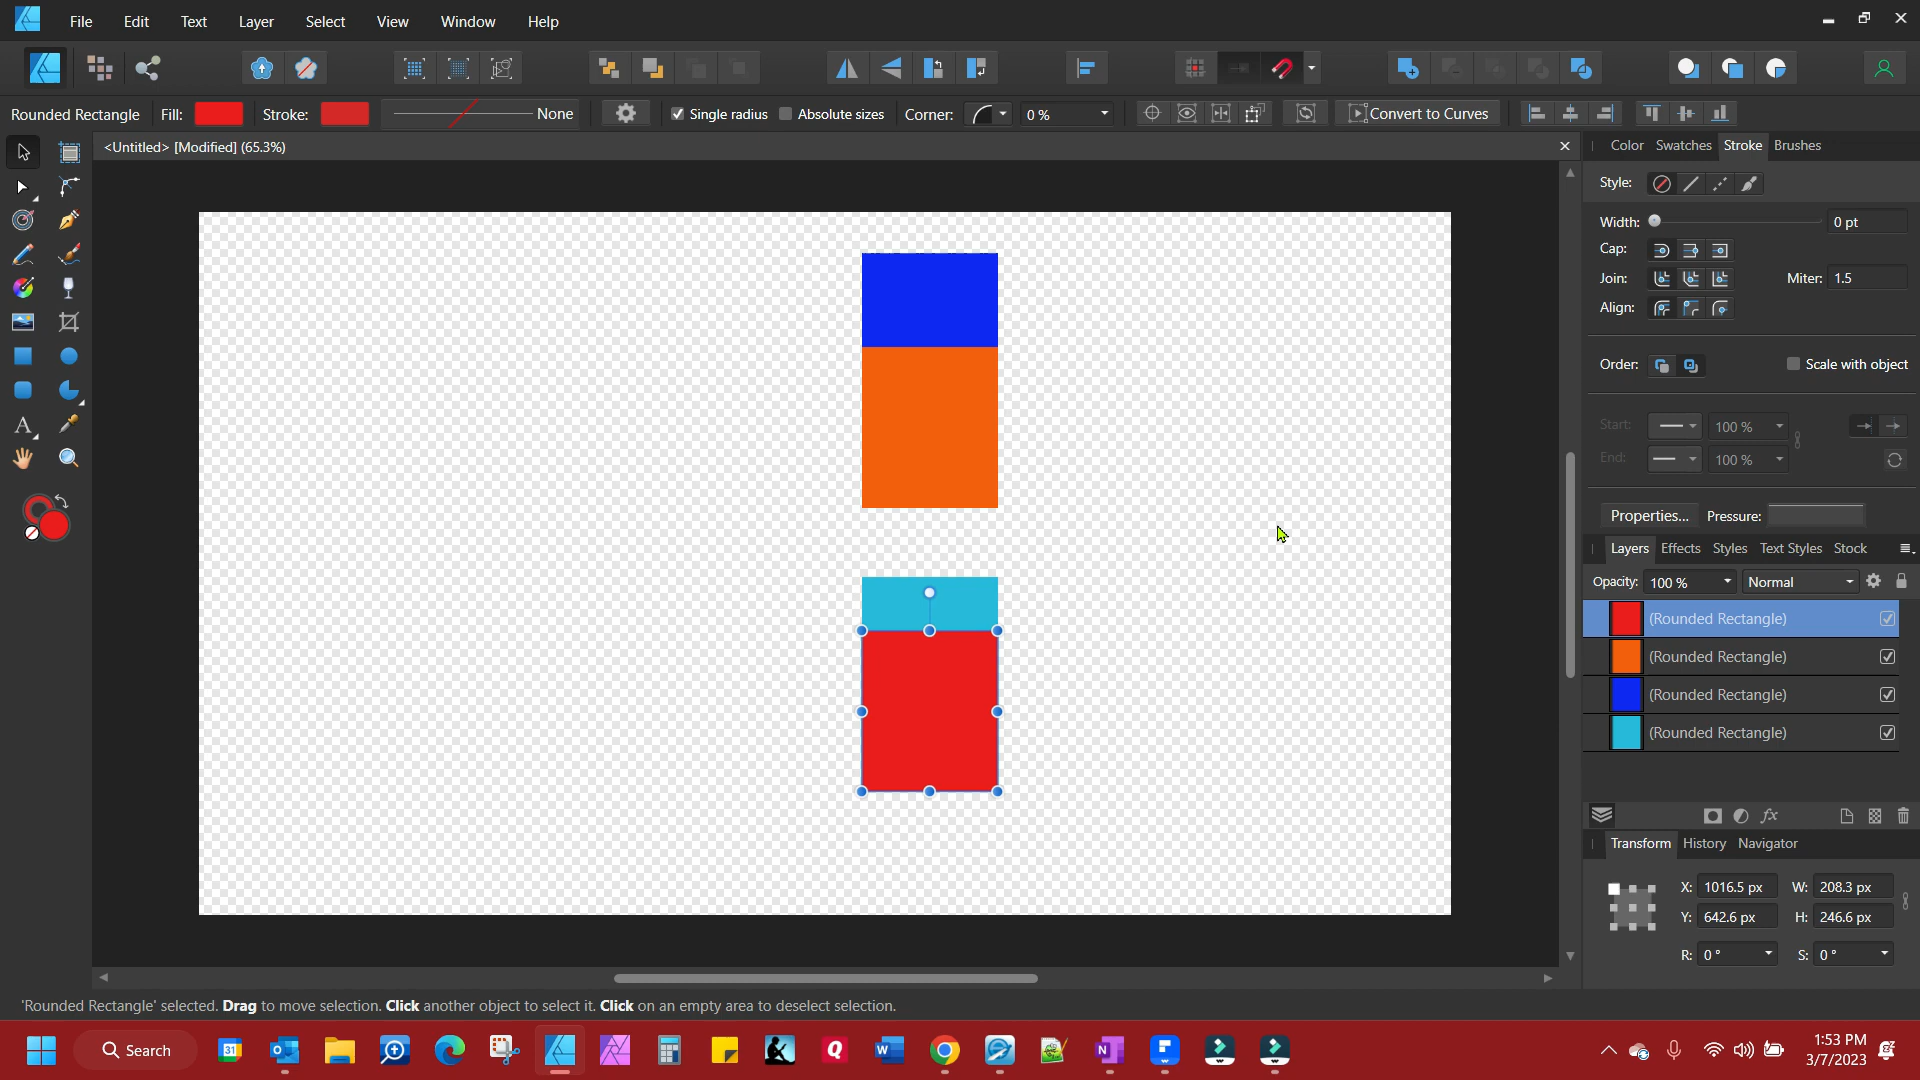 File Edit Text Layer Select View Window Help
Rounded Rectangle Fill: Stroke: None Single radius Absolute sizes Corner: 0 % Convert to Curves
<Untitled> [Modified] (65.3%)
Color Swatches Stroke Brushes
Style:
Width: 0 pt
Cap:
Join: Miter: 1.5
Align:
Order: Scale with object
Start: 100 %
End: 100 %
Properties... Pressure:
Layers Effects Styles Text Styles Stock
Opacity: 100 % Normal
(Rounded Rectangle)
(Rounded Rectangle)
(Rounded Rectangle)
(Rounded Rectangle)
Transform History Navigator
X: 1016.5 px W: 208.3 px
Y: 642.6 px H: 246.6 px
R: 0 ° S: 0 °
'Rounded Rectangle' selected. Drag to move selection. Click another object to select it. Click on an empty area to deselect selection.
Search
1:53 PM
3/7/2023